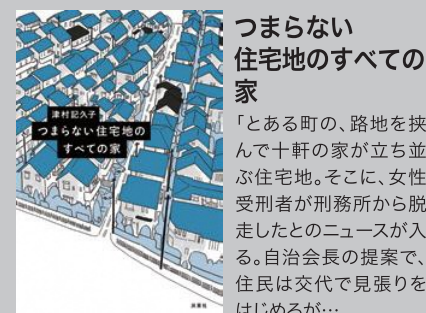 津村記久子
つまらない住宅地の
すべての家
双葉社
つまらない
住宅地のすべての
家
「とある町の、路地を挟
んで十軒の家が立ち並
ぶ住宅地。そこに、女性
受刑者が刑務所から脱
走したとのニュースが入
る。自治会長の提案で、
住民は交代で見張りを
はじめるが…